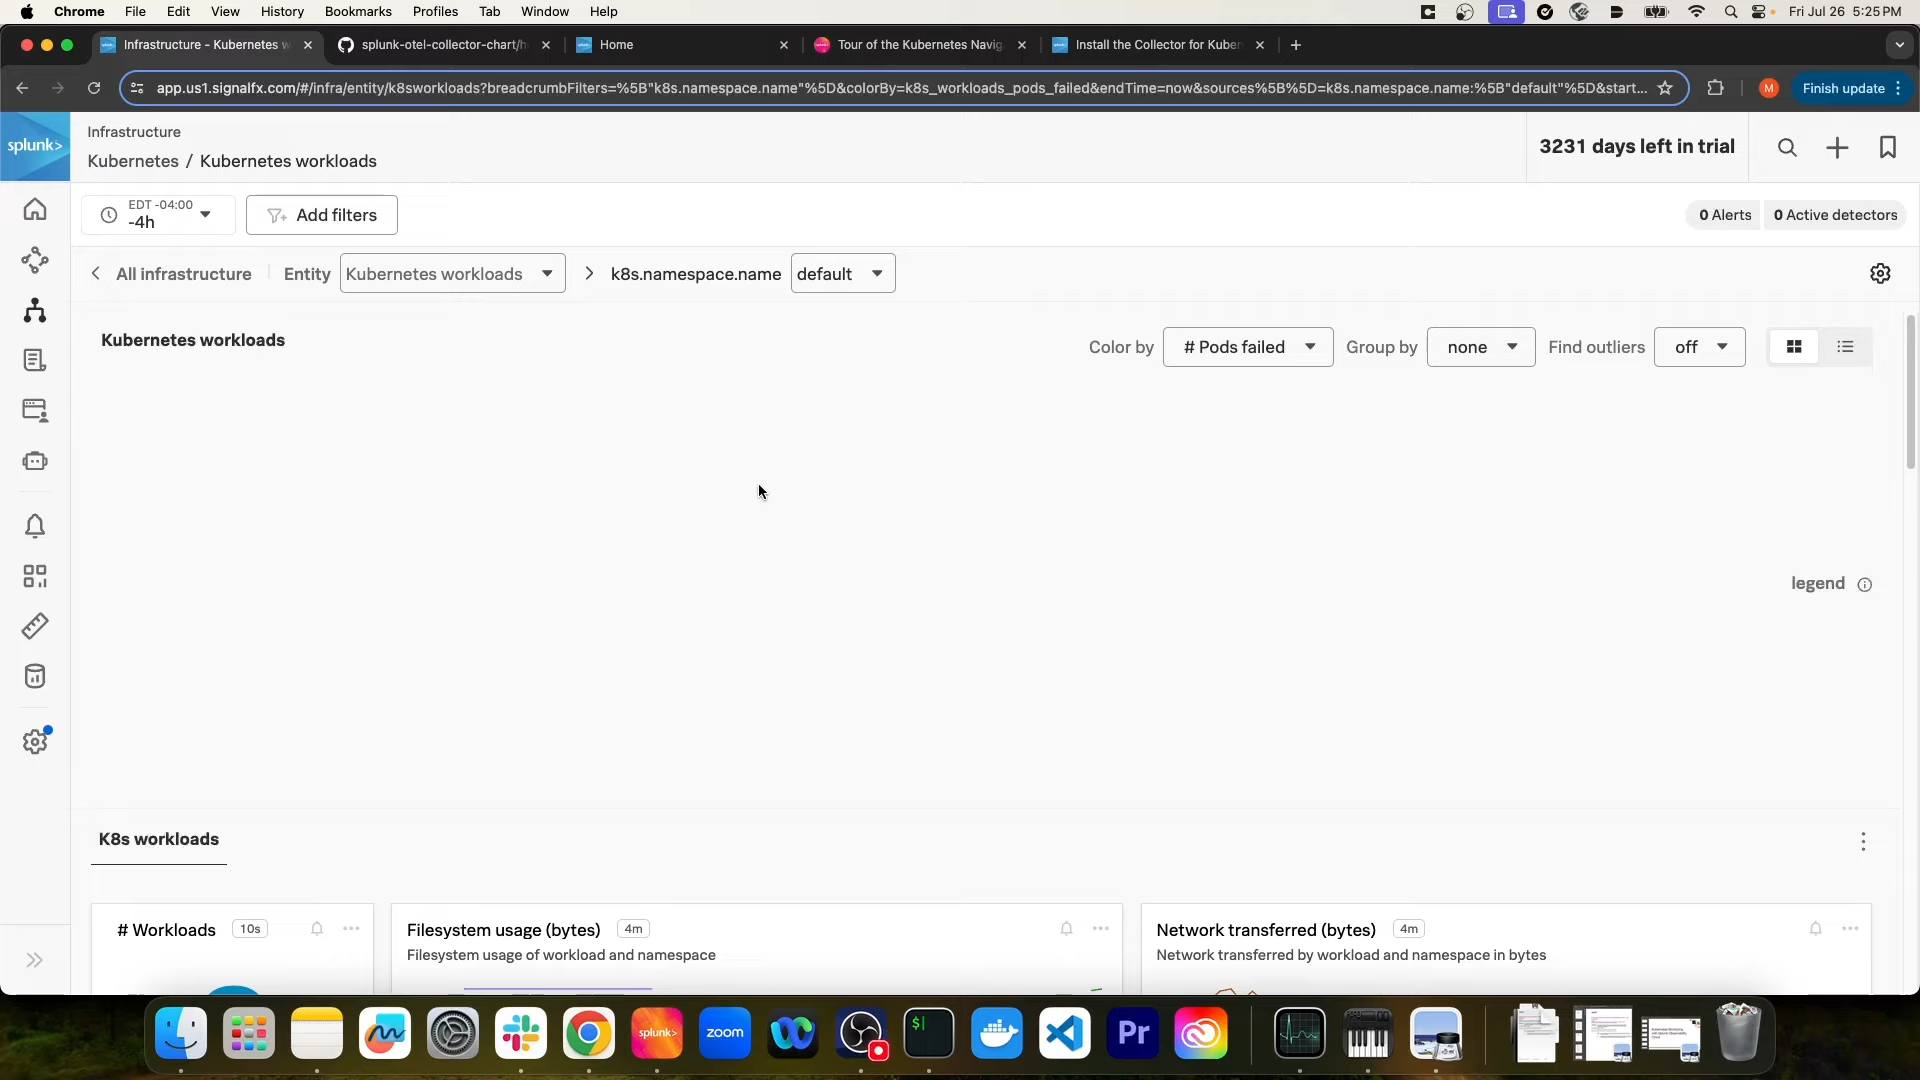 Chrome File Edit View History Bookmarks Profiles Tab Window Help Fri Jul 26 5:25 PM
Infrastructure - Kubernetes w splunk-otel-collector-chart/h Home Tour of the Kubernetes Navig Install the Collector for Kuber
app.us1.signalfx.com/#/infra/entity/k8sworkloads?breadcrumbFilters=%5B"k8s.namespace.name"%5D&colorBy=k8s_workloads_pods_failed&endTime=now&sources%5B%5D=k8s.namespace.name:%5B"default"%5D&start... M Finish update
splunk>
Infrastructure
Kubernetes / Kubernetes workloads
3231 days left in trial
EDT -04:00
-4h
Add filters
0 Alerts 0 Active detectors
All infrastructure Entity Kubernetes workloads k8s.namespace.name default
Kubernetes workloads
Color by # Pods failed Group by none Find outliers off
legend
K8s workloads
# Workloads 10s
Filesystem usage (bytes) 4m
Filesystem usage of workload and namespace
Network transferred (bytes) 4m
Network transferred by workload and namespace in bytes
splunk> zoom $ Pr